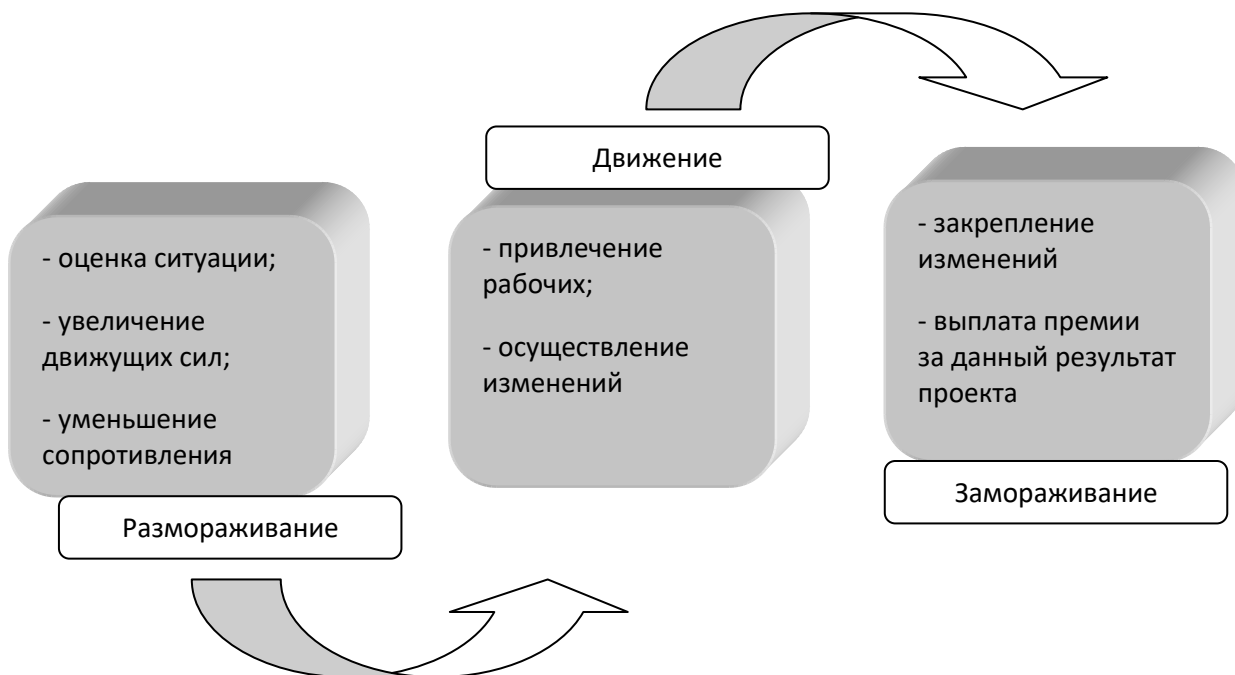 - оценка ситуации;
- увеличение
движущих сил;
- уменьшение
сопротивления
Размораживание
Движение
- привлечение
рабочих;
- осуществление
изменений
- закрепление
изменений
- выплата премии
за данный результат
проекта
Замораживание